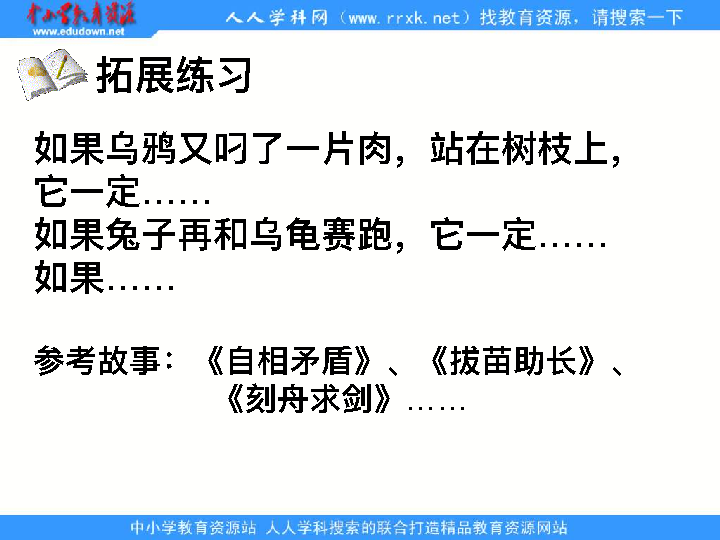 中小学教育资源
www.edudown.net
人人学科网（www.rrxk.net）找教育资源，请搜索一下
拓展练习
如果乌鸦又叼了一片肉，站在树枝上，
它一定……
如果兔子再和乌龟赛跑，它一定……
如果……
参考故事：《自相矛盾》、《拔苗助长》、
《刻舟求剑》……
中小学教育资源站 人人学科搜索的联合打造精品教育资源网站